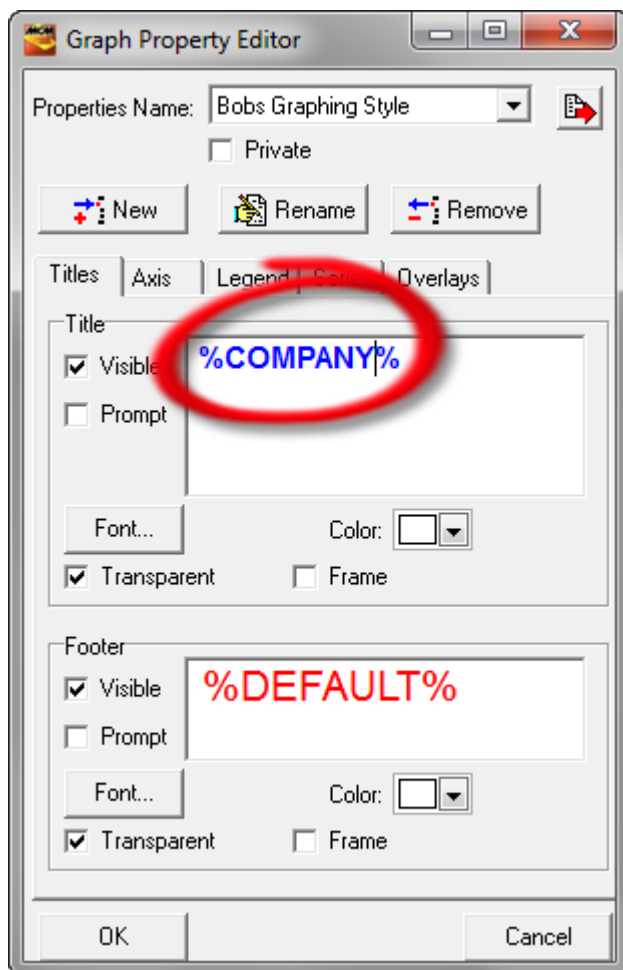 MCM
Graph Property Editor
Properties Name: Bobs Graphing Style
Private
New Rename Remove
Titles Axis Legend Overlays
Title
Visible
%COMPANY%
Prompt
Font... Color:
Transparent Frame
Footer
Visible
%DEFAULT%
Prompt
Font... Color:
Transparent Frame
OK Cancel